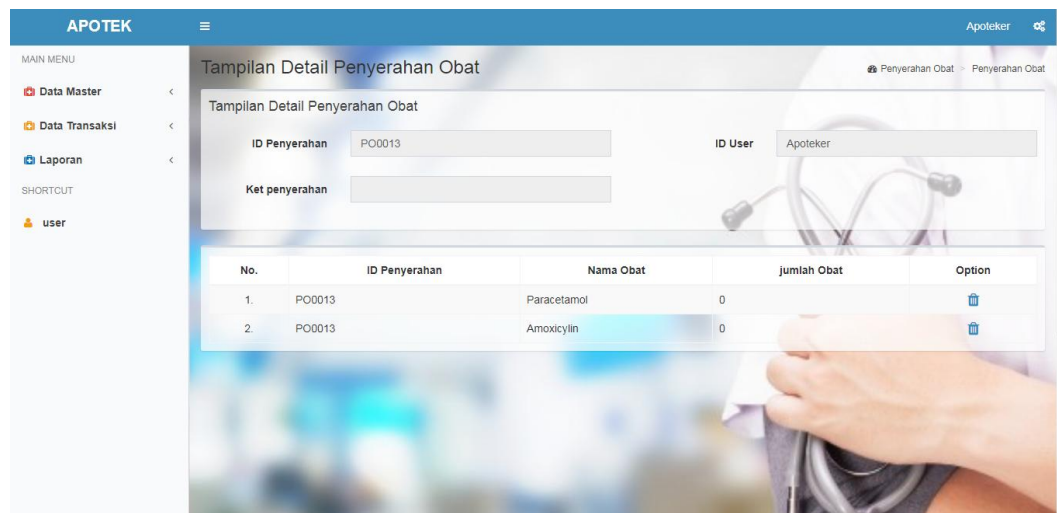 APOTEK
Apoteker
MAIN MENU
Data Master
Data Transaksi
Laporan
SHORTCUT
user
Tampilan Detail Penyerahan Obat
Penyerahan Obat > Penyerahan Obat
Tampilan Detail Penyerahan Obat
ID Penyerahan PO0013 ID User Apoteker
Ket penyerahan
No. ID Penyerahan Nama Obat jumlah Obat Option
1. PO0013 Paracetamol 0
2. PO0013 Amoxicylin 0